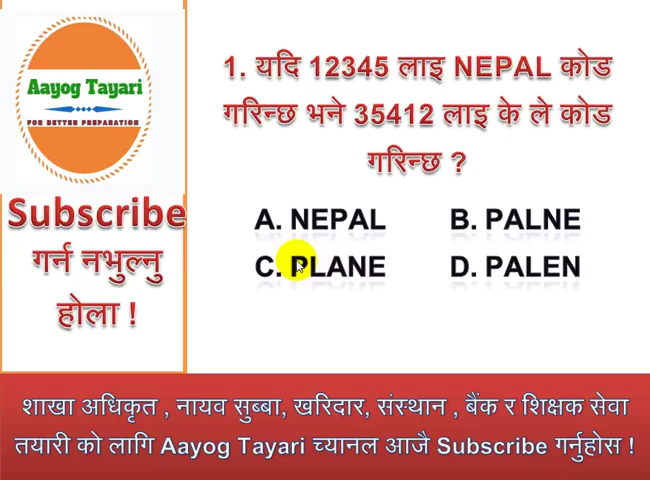 Aayog Tayari
FOR BETTER PREPARATION
Subscribe
गर्न नभुल्नु
होला !
1. यदि 12345 लाइ NEPAL कोड
गरिन्छ भने 35412 लाइ के ले कोड
गरिन्छ ?
A. NEPAL B. PALNE
C. PLANE D. PALEN
शाखा अधिकृत , नायव सुब्बा, खरिदार, संस्थान , बैंक र शिक्षक सेवा
तयारी को लागि Aayog Tayari च्यानल आजै Subscribe गर्नुहोस !